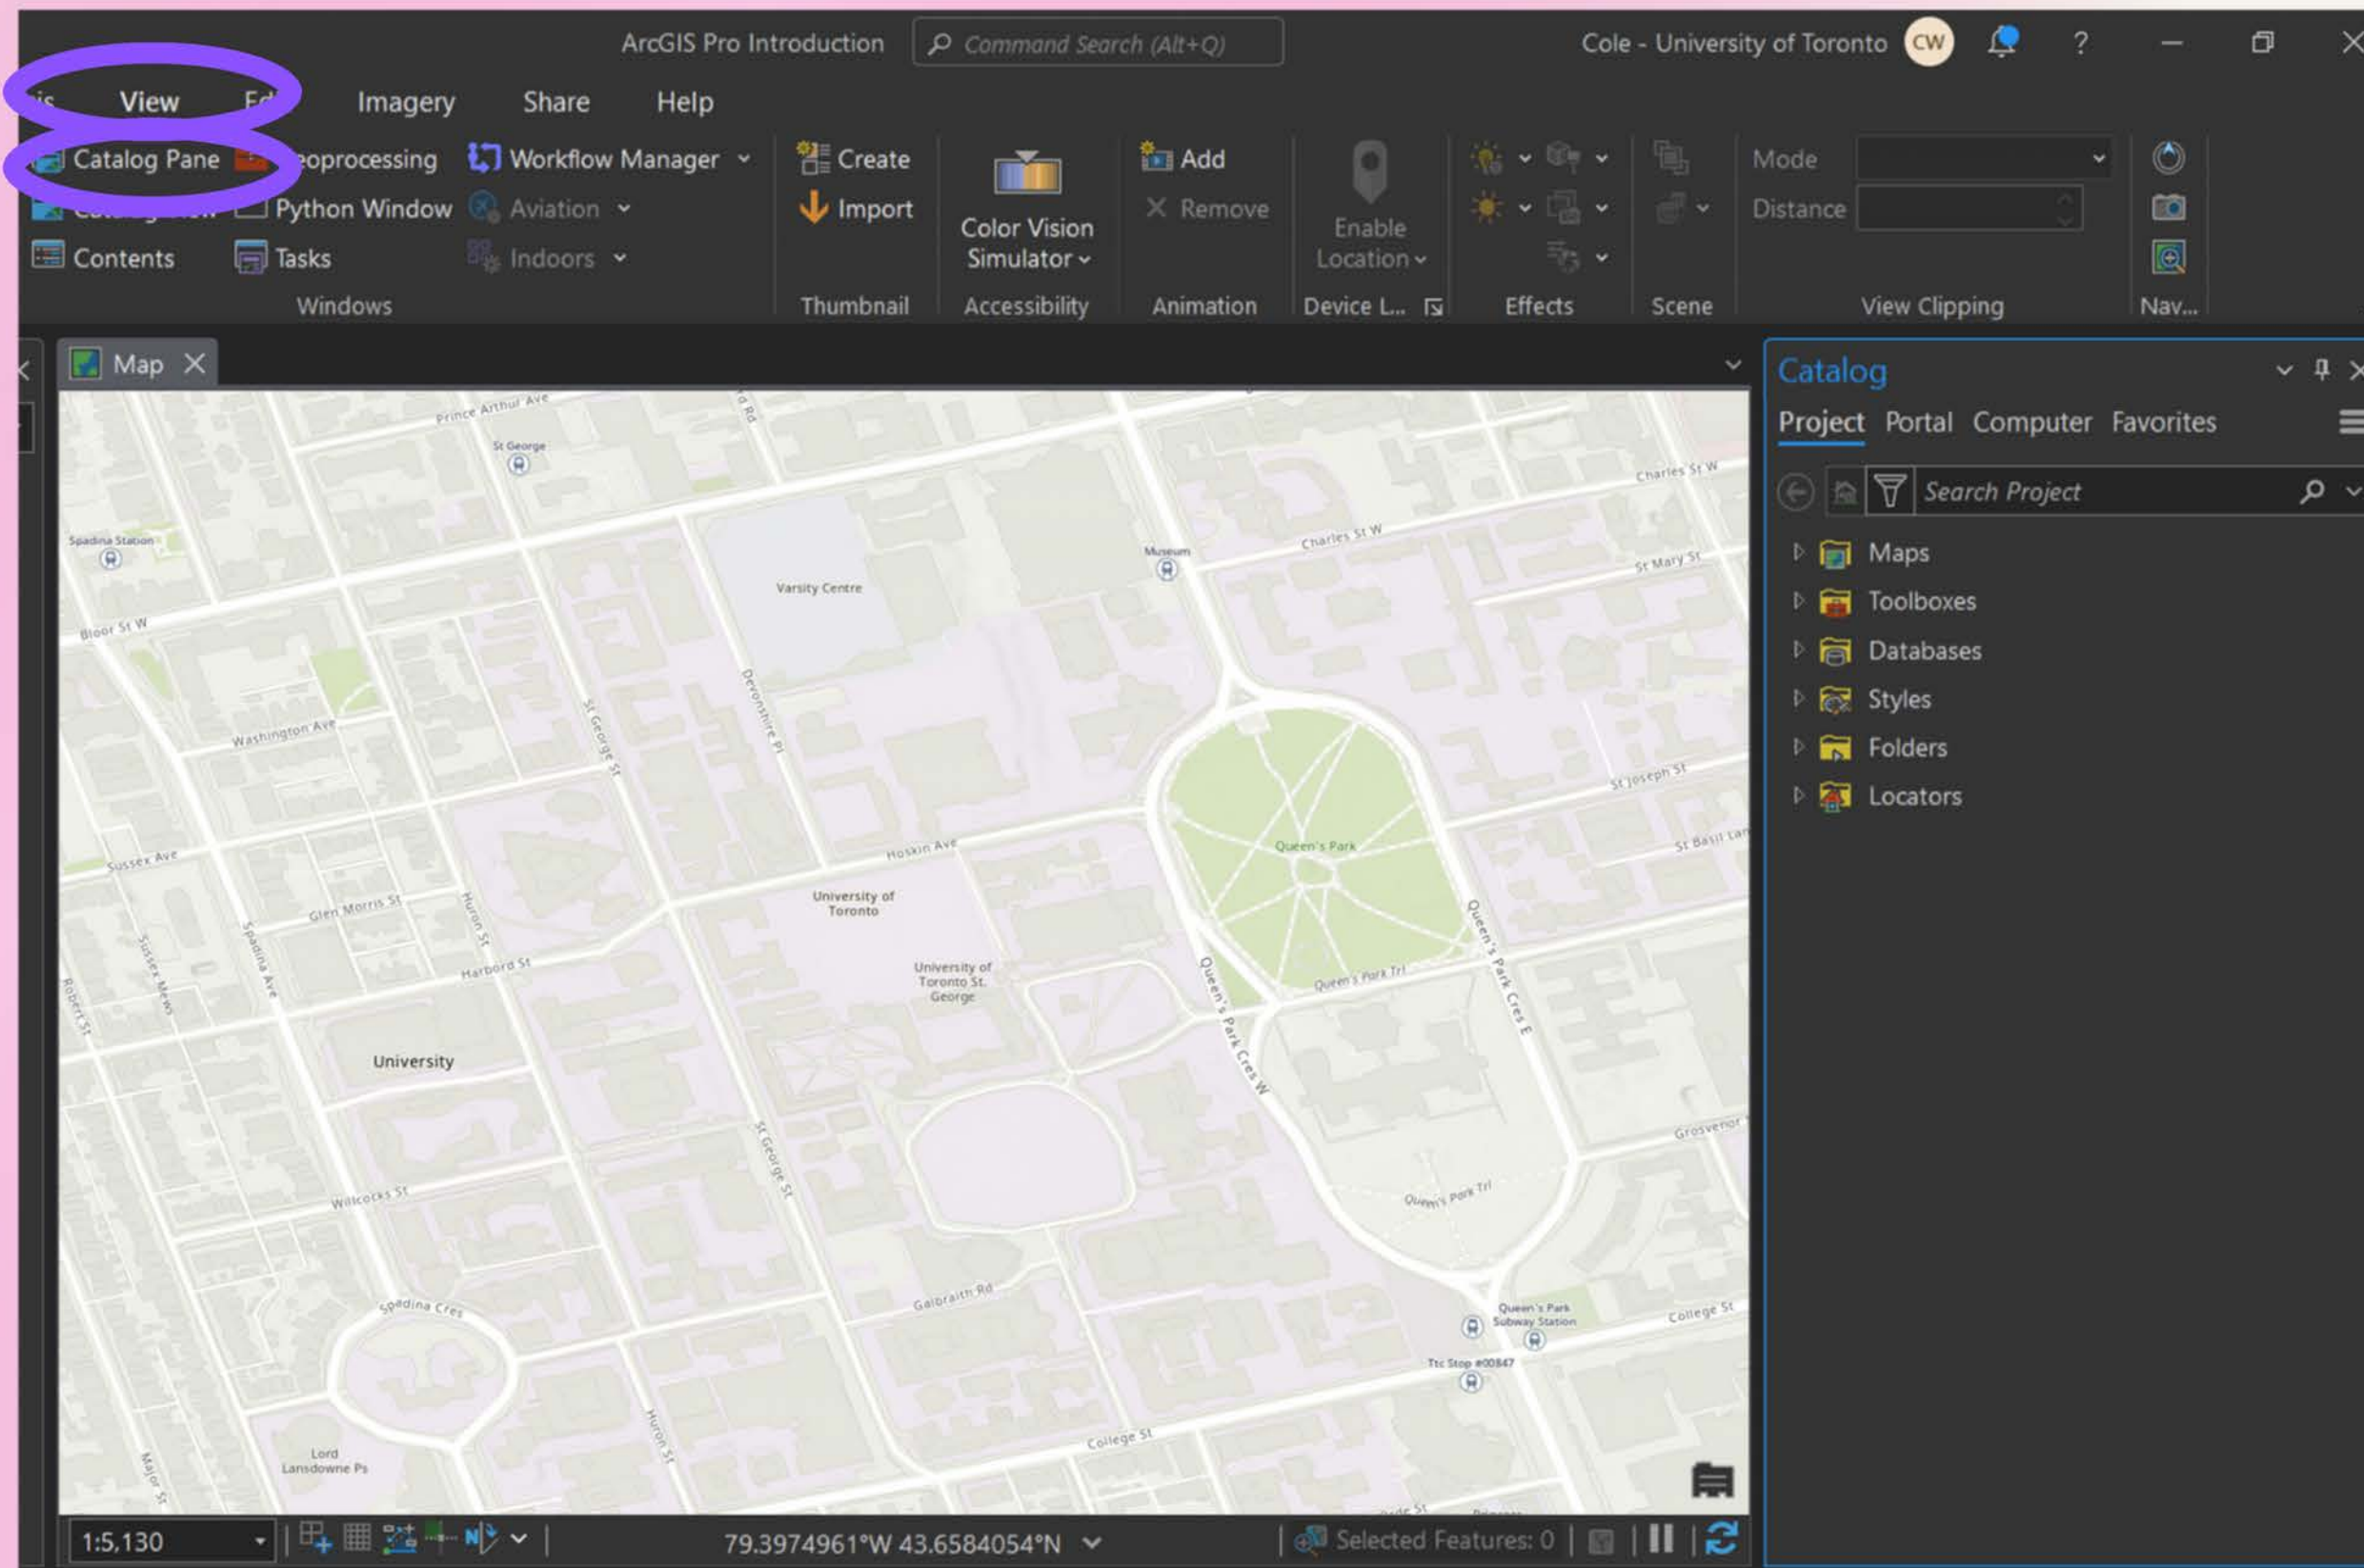 ArcGIS Pro Introduction
Command Search (Alt+Q)
Cole - University of Toronto
CW
?
View
Imagery
Share
Help
Catalog Pane
Workflow Manager
Python Window
Aviation
Contents
Tasks
Indoors
Windows
Create
Import
Thumbnail
Color Vision
Simulator
Accessibility
Add
Remove
Animation
Enable
Location
Device L...
Effects
Scene
Mode
Distance
View Clipping
Nav...
Map
Prince Arthur Ave
St George
Spadina Station
Bloor St W
Varsity Centre
Museum
Charles St W
Charles St W
St Mary St
Washington Ave
St George St
Devonshire Pl
St Joseph St
Sussex Ave
Hoskin Ave
Queen's Park
Glen Morris St
Huron St
University of
Toronto
Spadina Ave
Sussex Mews
Robert St
Harbord St
University of
Toronto St.
George
Queen's Park Trl
Queen's Park Cres E
Queen's Park Cres W
University
Grosvenor
St George St
Willcocks St
Queen's Park Trl
Galbraith Rd
Spadina Cres
Queen's Park
Subway Station
College St
Ttc Stop #00847
Huron St
College St
Lord
Lansdowne Ps
Major St
1:5,130
N
79.3974961°W 43.6584054°N
Selected Features: 0
Catalog
Project Portal Computer Favorites
Search Project
Maps
Toolboxes
Databases
Styles
Folders
Locators